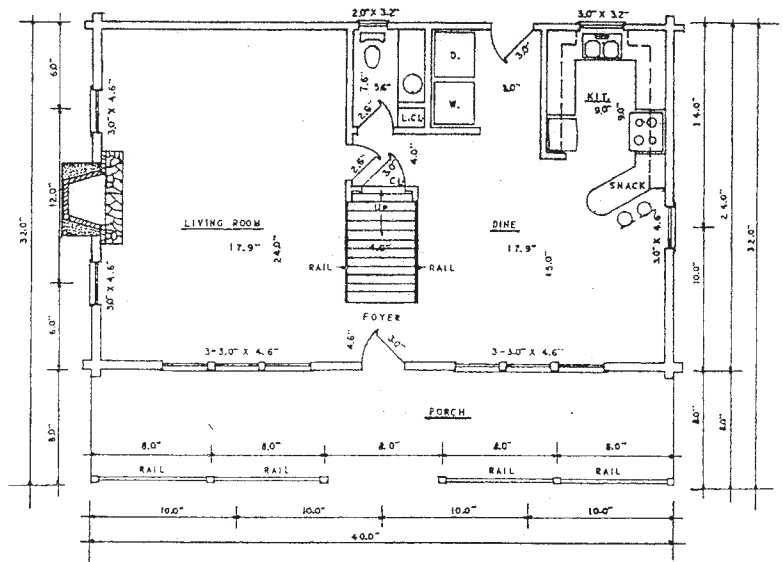 2.0" X 3.2"
3.0" X 3.2"
6.0"
3.0" X 4.6"
7.6"
5.6"
2.6"
L.CL
D.
W.
3.0"
8.0"
KIT.
9.0"
9.0"
14.0"
12.0"
32.0"
2.6"
3.0"
CL
4.0"
SNACK
24.0"
32.0"
LIVING ROOM
17.9"
24.0"
UP
4.0"
RAIL
RAIL
DINE
17.9"
15.0"
3.0" X 4.6"
3.0" X 4.6"
6.0"
10.0"
FOYER
4.6"
3.0"
3-3.0" X 4.6"
3-3.0" X 4.6"
PORCH
8.0"
8.0"
8.0"
8.0"
8.0"
8.0"
8.0"
8.0"
RAIL
RAIL
RAIL
RAIL
10.0"
10.0"
10.0"
10.0"
40.0"